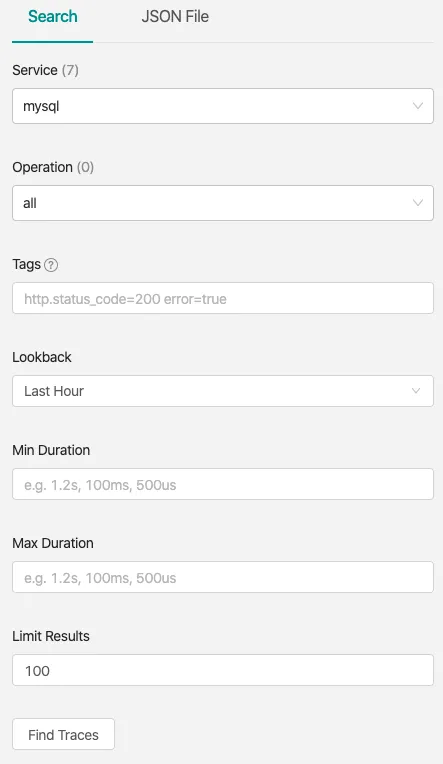 Search JSON File
Service (7)
mysql
Operation (0)
all
Tags ?
http.status_code=200 error=true
Lookback
Last Hour
Min Duration
e.g. 1.2s, 100ms, 500us
Max Duration
e.g. 1.2s, 100ms, 500us
Limit Results
100
Find Traces